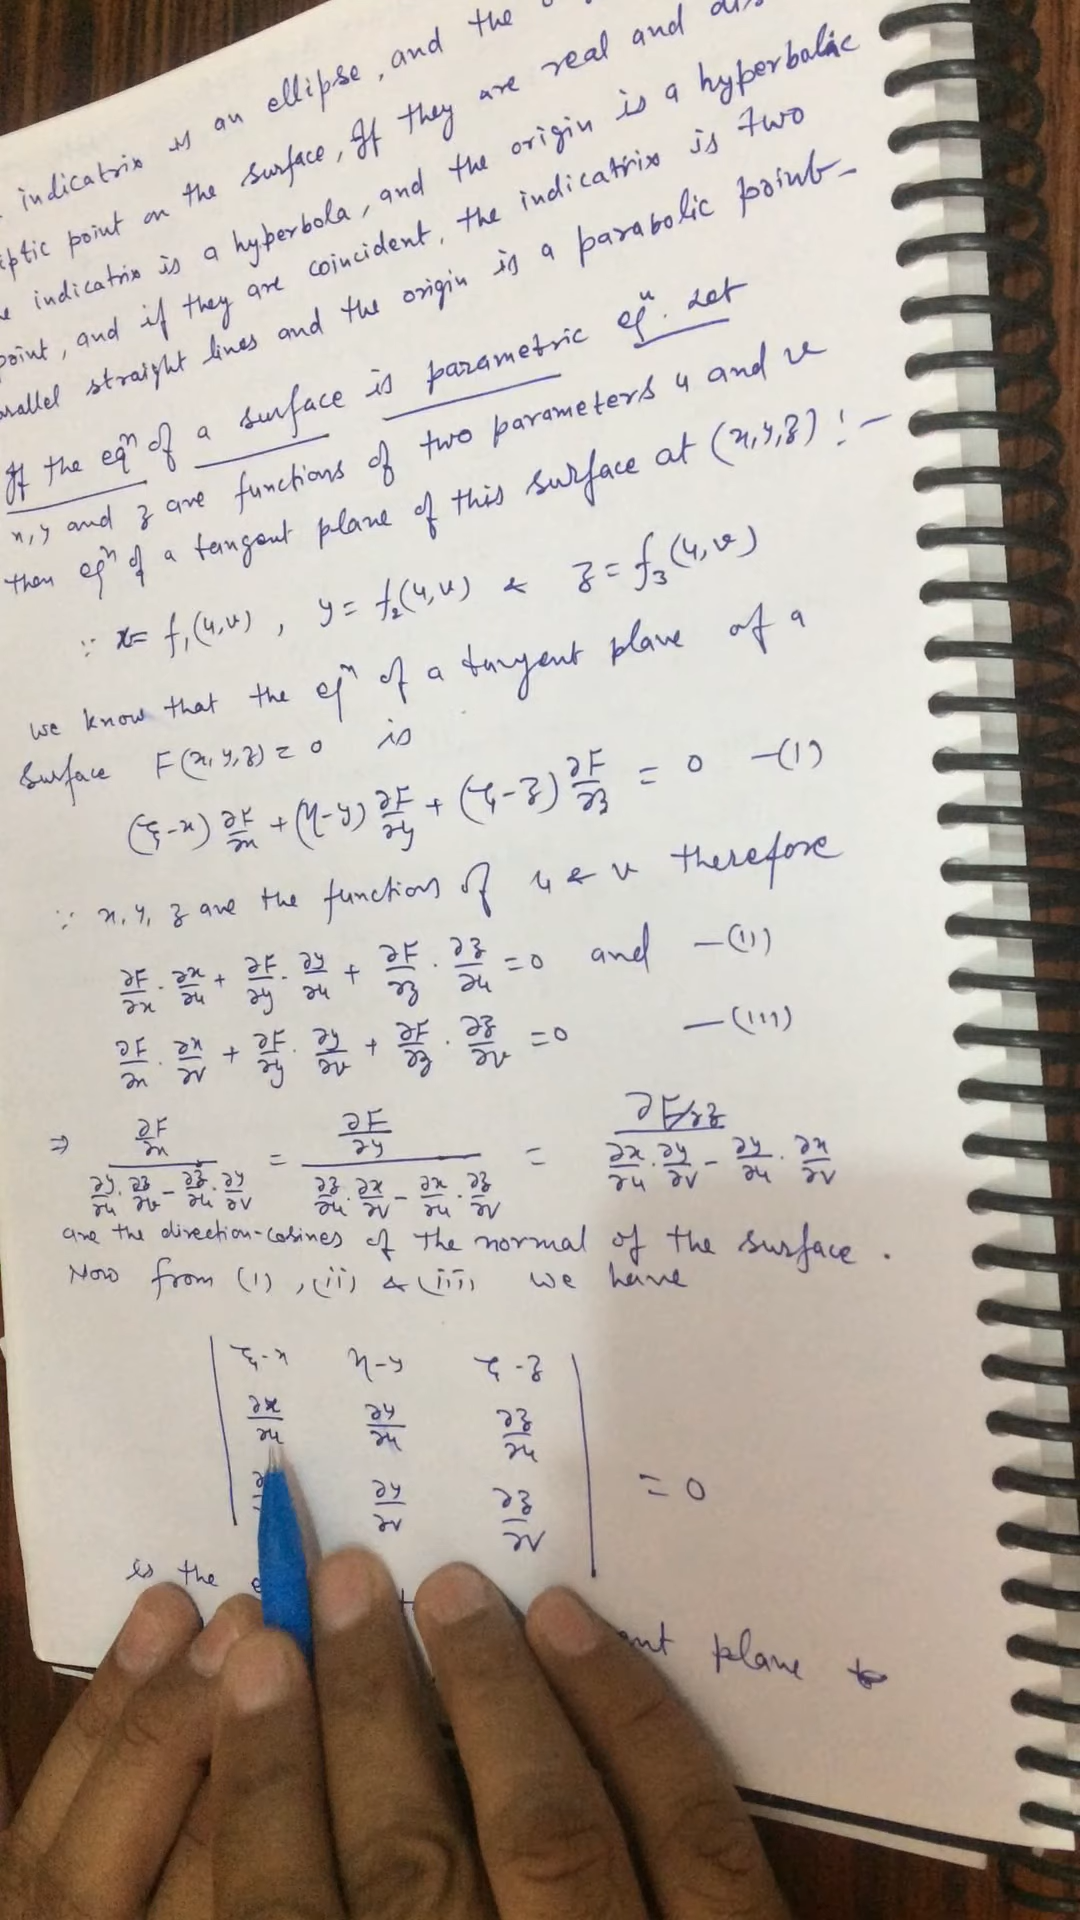 indicatrix is an ellipse, and the
iptic point on the surface, If they are real and dis
indicatrix is a hyperbola, and the origin is a hyperbolic
point, and if they are coincident, the indicatrix is two
arallel straight lines and the origin is a parabolic point-
If the eqⁿ of a surface is parametric eqⁿ. Let
x, y and z are functions of two parameters u and v
then eqⁿ of a tangent plane of this surface at (x,y,z) :-
∵ x= f₁(u,v) , y= f₂(u,v) & z= f₃(u,v)
we know that the eqⁿ of a tangent plane of a
surface F(x,y,z)=0 is
(ξ-x) ∂F/∂x + (η-y) ∂F/∂y + (ζ-z) ∂F/∂z = 0 -(1)
∵ x, y, z are the functions of u & v therefore
∂F/∂x . ∂x/∂u + ∂F/∂y . ∂y/∂u + ∂F/∂z . ∂z/∂u =0 and -(ii)
∂F/∂x . ∂x/∂v + ∂F/∂y . ∂y/∂v + ∂F/∂z . ∂z/∂v =0 -(iii)
⇒ (∂F/∂x)/(∂y/∂u . ∂z/∂v - ∂z/∂u . ∂y/∂v) = (∂F/∂y)/(∂z/∂u . ∂x/∂v - ∂x/∂u . ∂z/∂v) = (∂F/∂z)/(∂x/∂u . ∂y/∂v - ∂y/∂u . ∂x/∂v)
are the direction-cosines of the normal of the surface .
Now from (1) , (ii) & (iii) we have
| ξ-x η-y ζ-z |
| ∂x/∂u ∂y/∂u ∂z/∂u |
| ∂y/∂v ∂z/∂v | = 0
is the
plane to